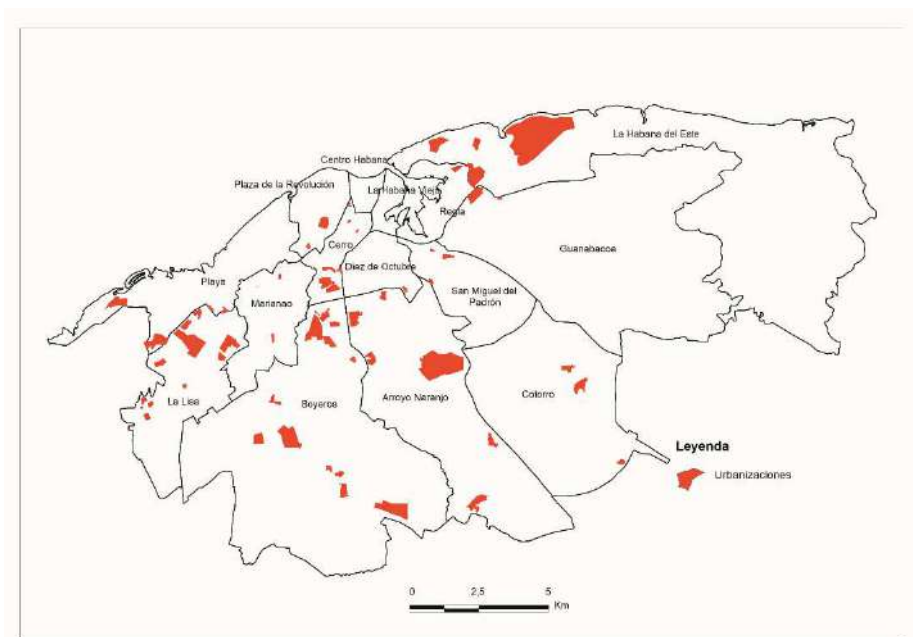 La Habana del Este
Centro Habana
Plaza de la Revolución
La Habana Vieja
Regla
Cerro
Guanabacoa
Diez de Octubre
Playa
Marianao
San Miguel del
Padrón
La Lisa
Boyeros
Arroyo Naranjo
Cotorro
Leyenda
Urbanizaciones
0 2,5 5
Km